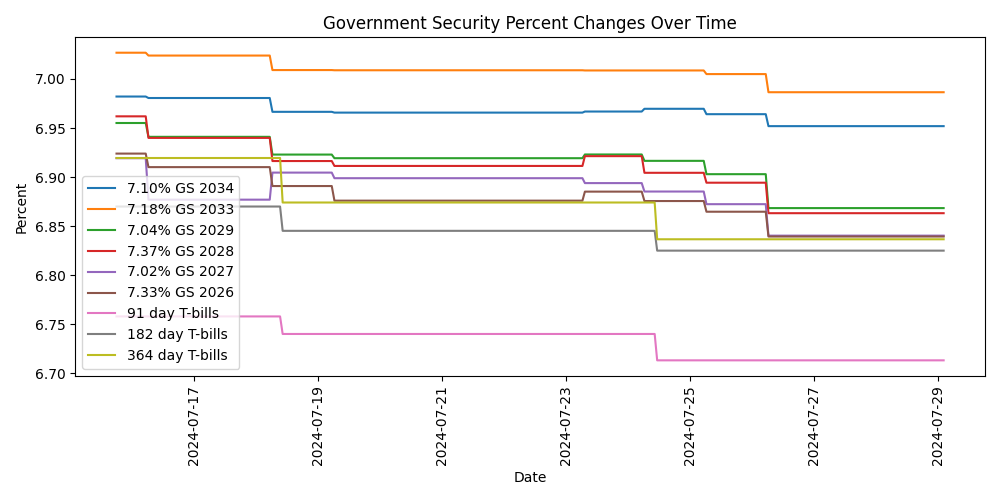 Government Security Percent Changes Over Time
Percent
7.00
6.95
6.90
6.85
6.80
6.75
6.70
7.10% GS 2034
7.18% GS 2033
7.04% GS 2029
7.37% GS 2028
7.02% GS 2027
7.33% GS 2026
91 day T-bills
182 day T-bills
364 day T-bills
2024-07-17
2024-07-19
2024-07-21
2024-07-23
2024-07-25
2024-07-27
2024-07-29
Date